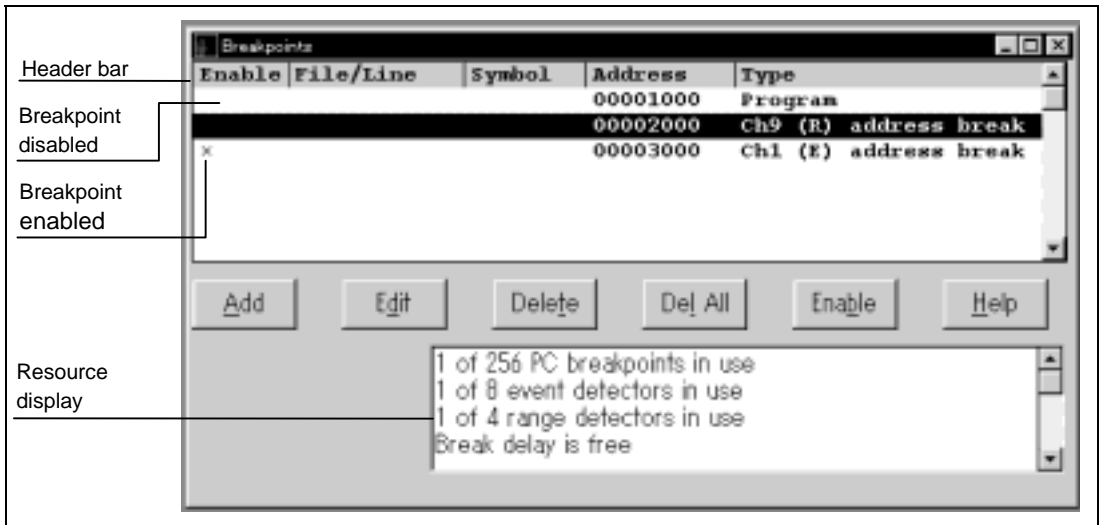 Breakpoints
Header bar
Enable File/Line Symbol Address Type
00001000 Program
Breakpoint
disabled
00002000 Ch9 (R) address break
× 00003000 Ch1 (E) address break
Breakpoint
enabled
Add Edit Delete Del All Enable Help
Resource
display
1 of 256 PC breakpoints in use
1 of 8 event detectors in use
1 of 4 range detectors in use
Break delay is free